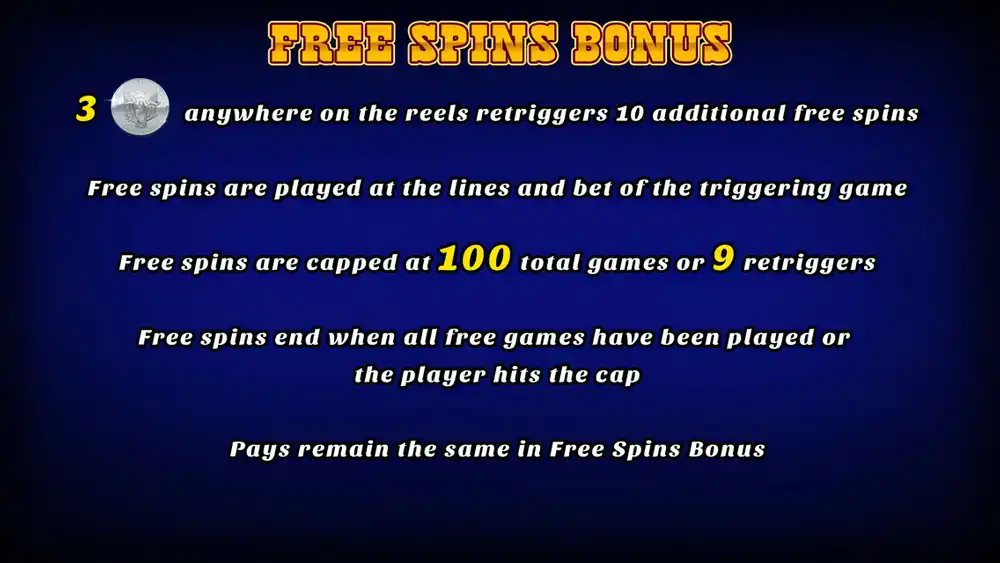 FREE SPINS BONUS
3 anywhere on the reels retriggers 10 additional free spins
Free spins are played at the lines and bet of the triggering game
Free spins are capped at 100 total games or 9 retriggers
Free spins end when all free games have been played or
the player hits the cap
Pays remain the same in Free Spins Bonus